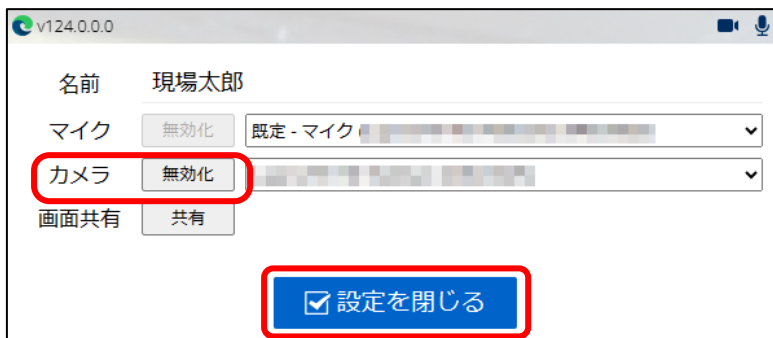 v124.0.0.0
名前 現場太郎
マイク 無効化 既定 - マイク (
カメラ 無効化
画面共有 共有
設定を閉じる